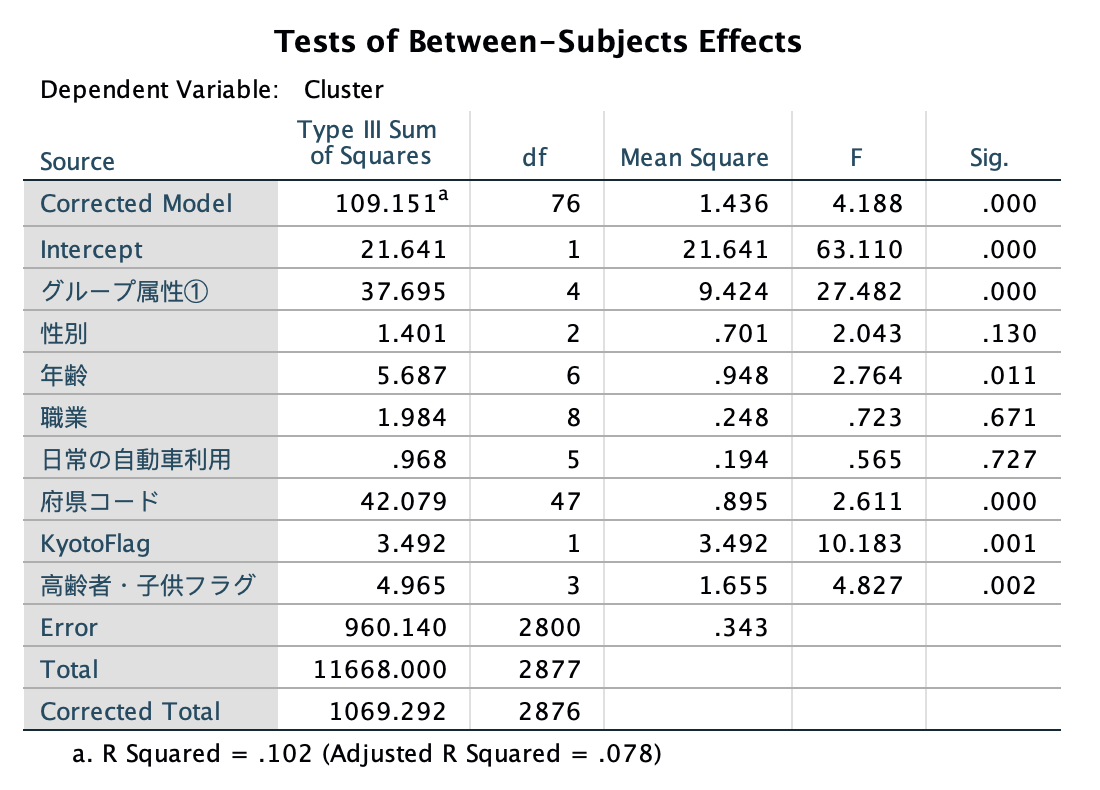 Tests of Between-Subjects Effects
Dependent Variable: Cluster
Source Type III Sum of Squares df Mean Square F Sig.
Corrected Model 109.151a 76 1.436 4.188 .000
Intercept 21.641 1 21.641 63.110 .000
グループ属性① 37.695 4 9.424 27.482 .000
性別 1.401 2 .701 2.043 .130
年齢 5.687 6 .948 2.764 .011
職業 1.984 8 .248 .723 .671
日常の自動車利用 .968 5 .194 .565 .727
府県コード 42.079 47 .895 2.611 .000
KyotoFlag 3.492 1 3.492 10.183 .001
高齢者・子供フラグ 4.965 3 1.655 4.827 .002
Error 960.140 2800 .343
Total 11668.000 2877
Corrected Total 1069.292 2876
a. R Squared = .102 (Adjusted R Squared = .078)